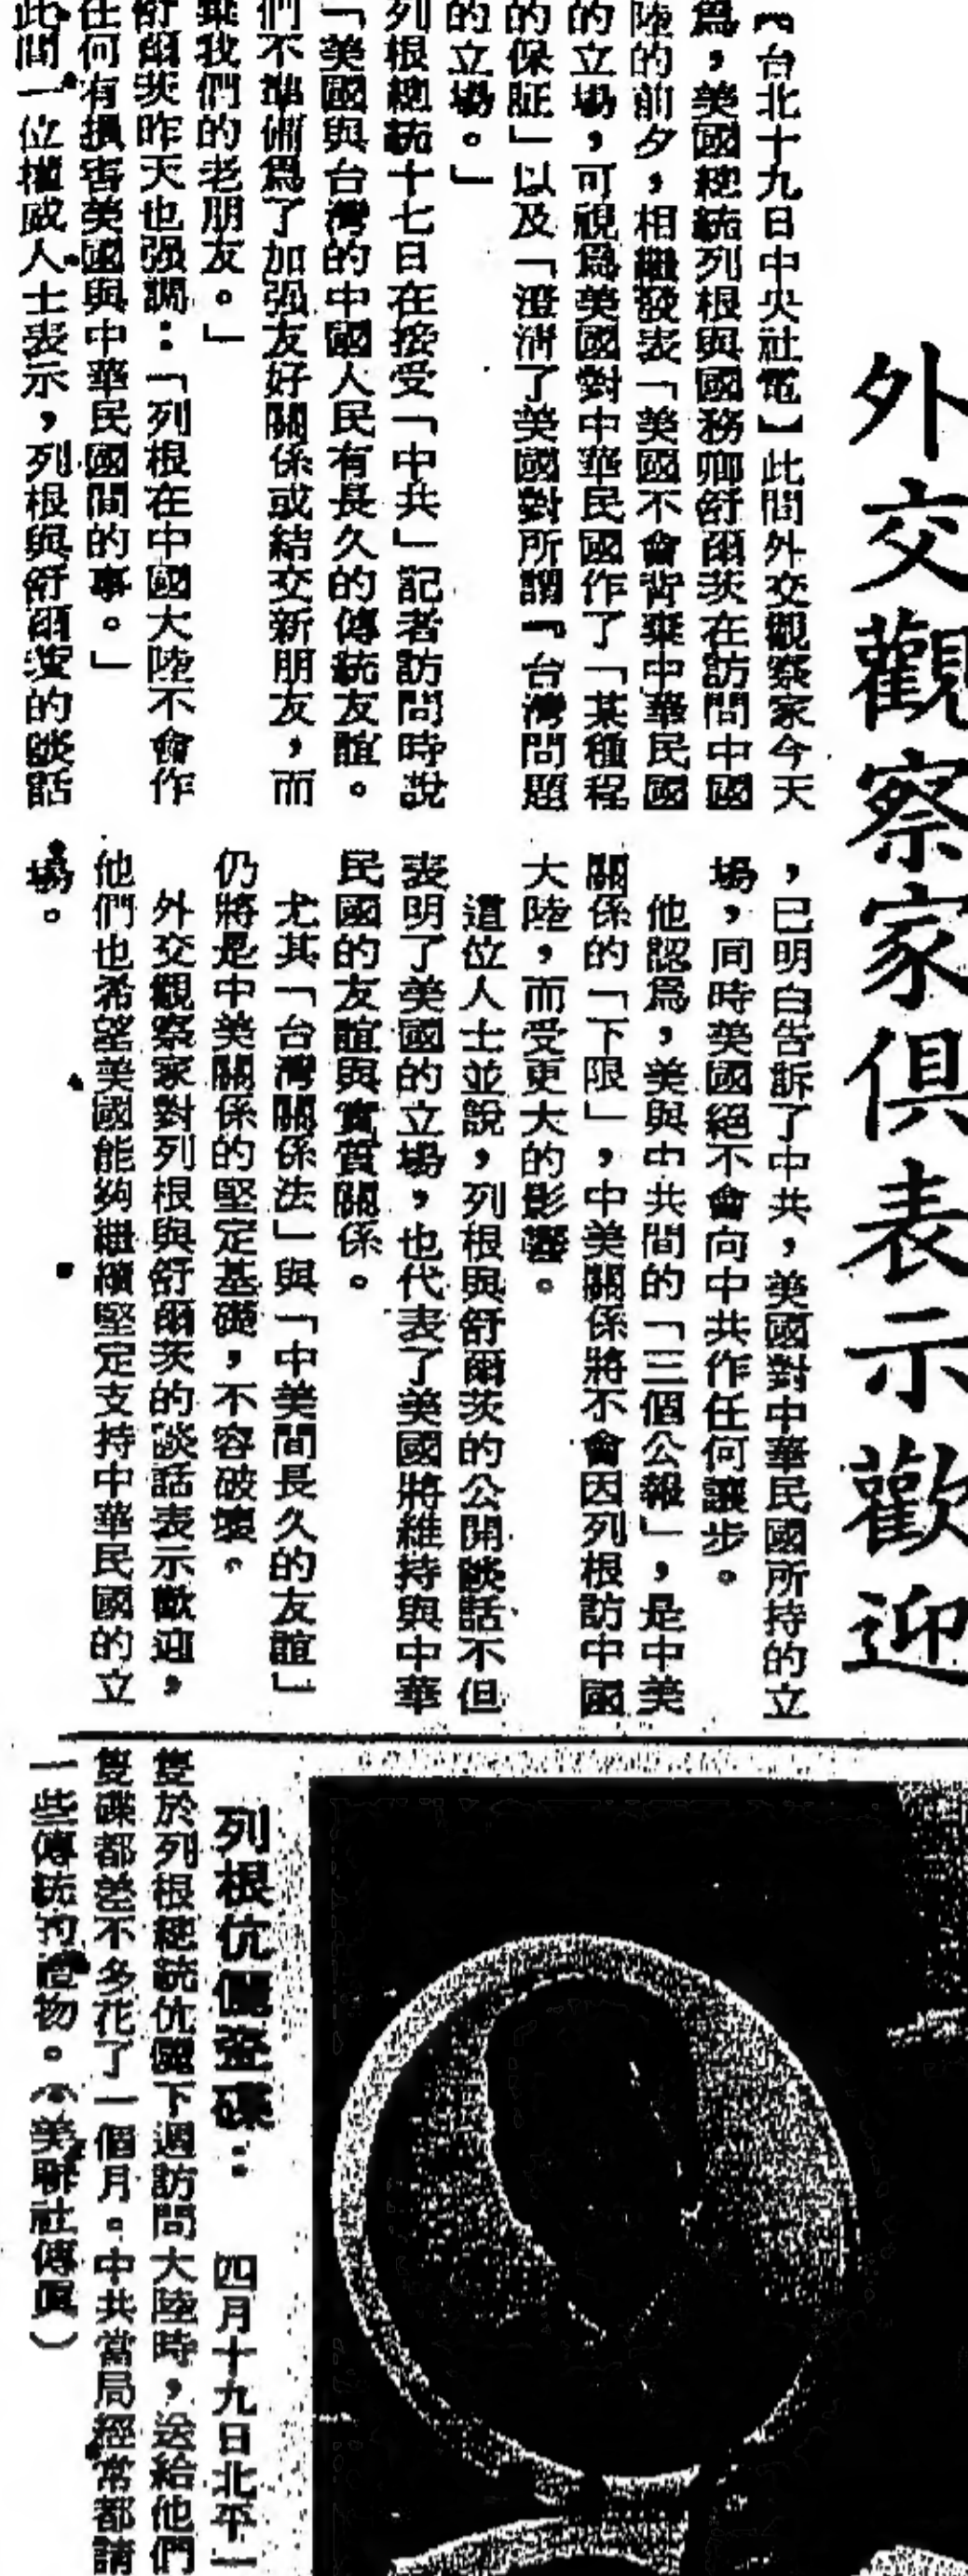 外交觀察家俱表示歡迎
【台北十九日中央社電】此間外交觀察家今天
爲，美國總統列根與國務卿舒爾茨在訪問中國
陸的前夕，相繼發表「美國不會背棄中華民國
的立場，可視爲美國對中華民國作了「某種程
的保証」以及「澄清了美國對所謂『台灣問題
的立場。」
列根總統十七日在接受「中共」記者訪問時說
「美國與台灣的中國人民有長久的傳統友誼。
們不準備爲了加强友好關係或結交新朋友，而
棄我們的老朋友。」
舒爾茨昨天也强調：「列根在中國大陸不會作
任何有損害美國與中華民國間的事。」
此間一位權威人士表示，列根與舒爾茨的談話
，已明白告訴了中共，美國對中華民國所持的立
場，同時美國絕不會向中共作任何讓步。
他認爲，美與中共間的「三個公報」，是中美
關係的「下限」，中美關係將不會因列根訪中國
大陸，而受更大的影響。
這位人士並說，列根與舒爾茨的公開談話不但
表明了美國的立場，也代表了美國將維持與中華
民國的友誼與實質關係。
尤其「台灣關係法」與「中美間長久的友誼」
仍將是中美關係的堅定基礎，不容破壞。
外交觀察家對列根與舒爾茨的談話表示歡迎，
他們也希望美國能夠繼續堅定支持中華民國的立
場。
列根伉儷瓷碟： 四月十九日北平一
隻於列根總統伉儷下週訪問大陸時，送給他們
隻碟都差不多花了一個月。中共當局經常都請
一些傳統的禮物。（美聯社傳眞）